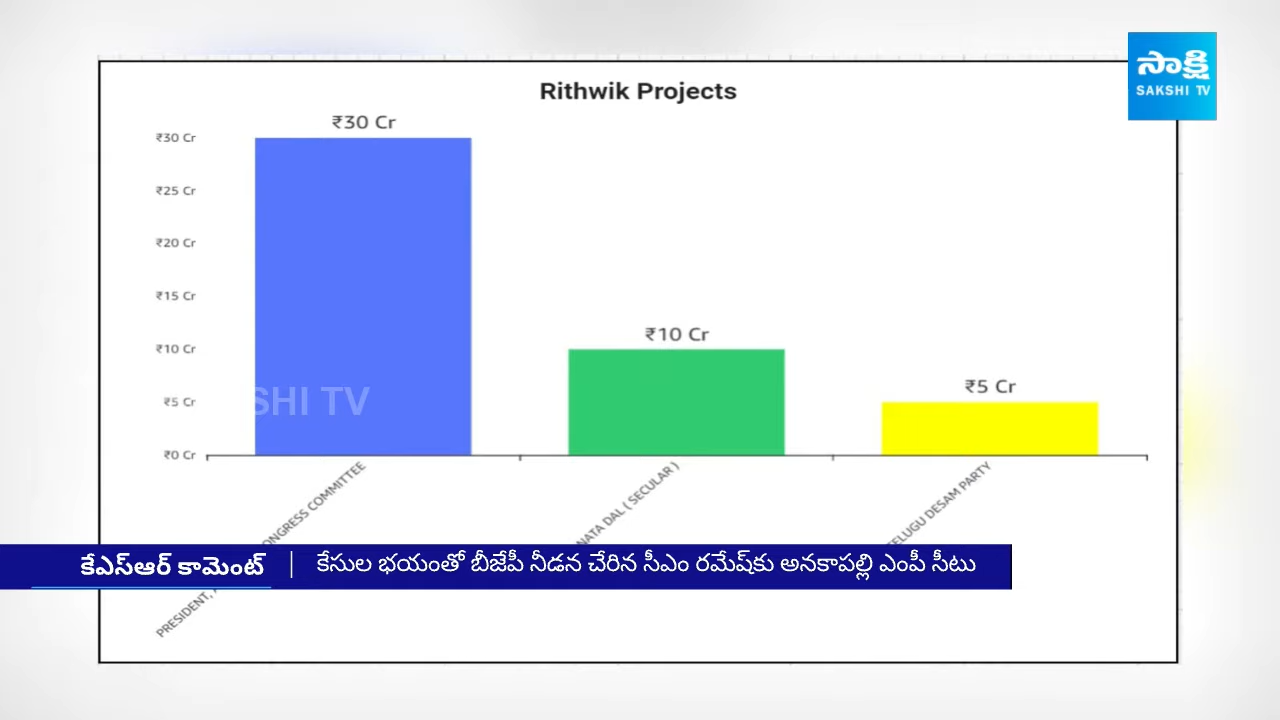 సాక్షి
SAKSHI TV
Rithwik Projects
₹30 Cr
₹30 Cr
₹25 Cr
₹20 Cr
₹15 Cr
₹10 Cr
₹10 Cr
₹5 Cr
₹5 Cr
₹0 Cr
SHI TV
PRESIDENT, CONGRESS COMMITTEE
DAL ( SECULAR )
TELUGU DESAM PARTY
కేఎస్ఆర్ కామెంట్ | కేసుల భయంతో బీజేపీ నీడన చేరిన సీఎం రమేష్‌కు అనకాపల్లి ఎంపీ సీటు